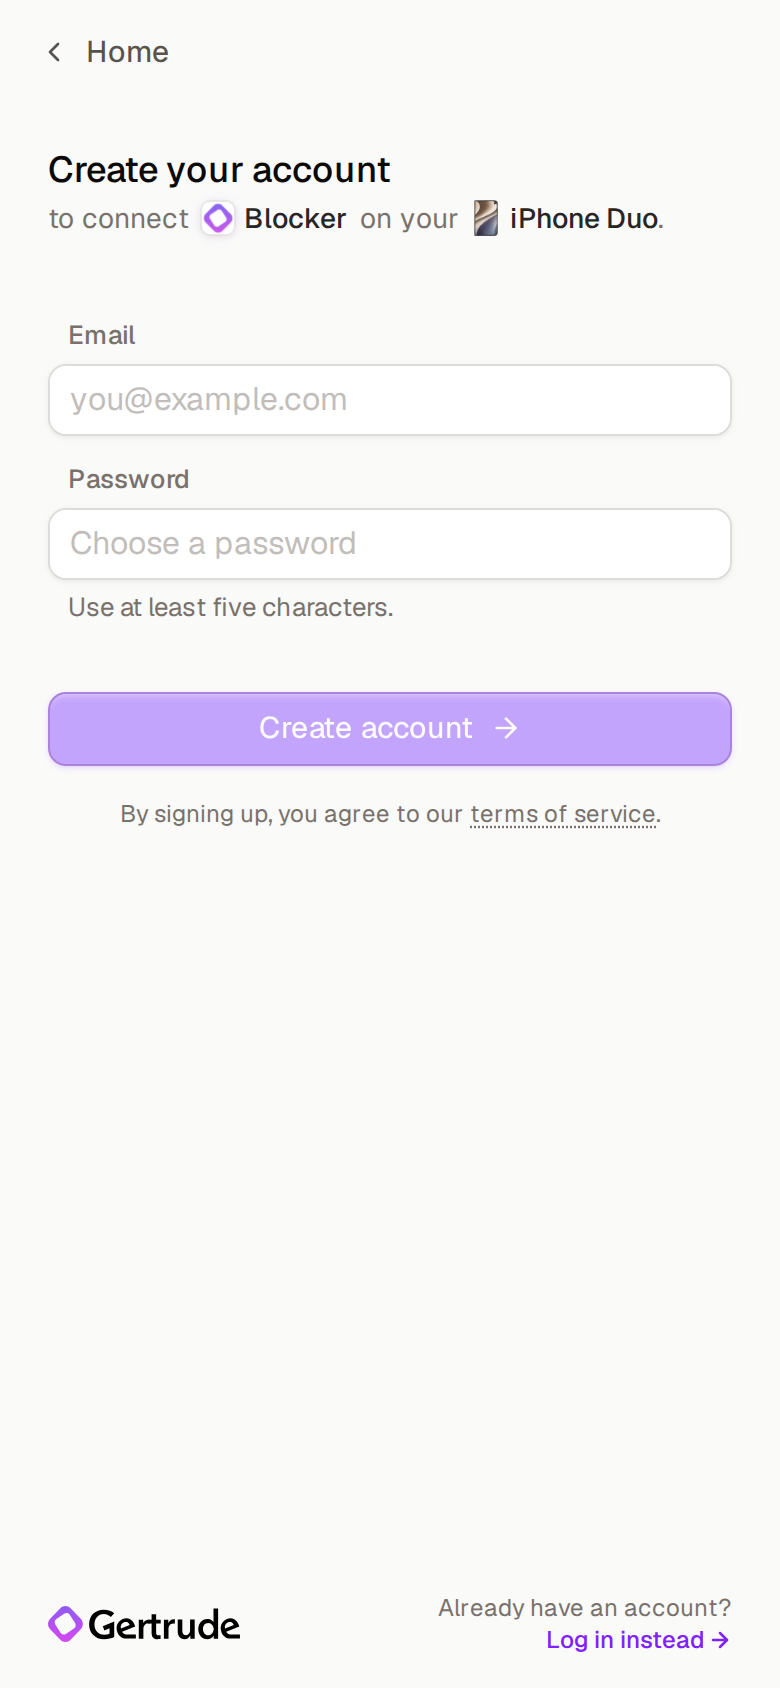 Home
Create your account
to connect Blocker on your iPhone Duo.
Email
you@example.com
Password
Choose a password
Use at least five characters.
Create account →
By signing up, you agree to our terms of service.
Gertrude
Already have an account?
Log in instead →